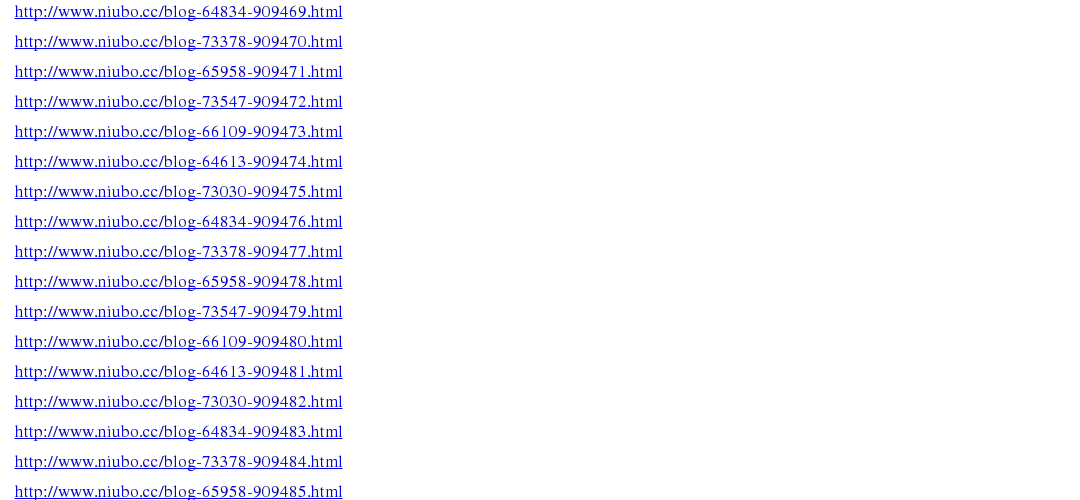 http://www.niubo.cc/blog-64834-909469.html
http://www.niubo.cc/blog-73378-909470.html
http://www.niubo.cc/blog-65958-909471.html
http://www.niubo.cc/blog-73547-909472.html
http://www.niubo.cc/blog-66109-909473.html
http://www.niubo.cc/blog-64613-909474.html
http://www.niubo.cc/blog-73030-909475.html
http://www.niubo.cc/blog-64834-909476.html
http://www.niubo.cc/blog-73378-909477.html
http://www.niubo.cc/blog-65958-909478.html
http://www.niubo.cc/blog-73547-909479.html
http://www.niubo.cc/blog-66109-909480.html
http://www.niubo.cc/blog-64613-909481.html
http://www.niubo.cc/blog-73030-909482.html
http://www.niubo.cc/blog-64834-909483.html
http://www.niubo.cc/blog-73378-909484.html
http://www.niubo.cc/blog-65958-909485.html